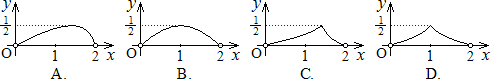 y y y y
1/2 1/2 1/2 1/2
O 1 2 x O 1 2 x O 1 2 x O 1 2 x
A. B. C. D.